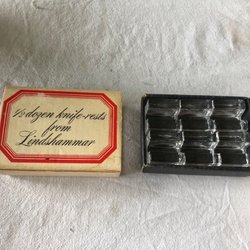 ½ dozen knife-rests
from
Lindshammar